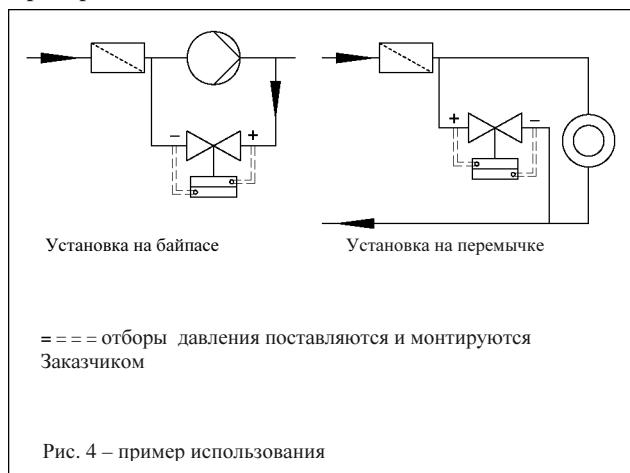 − +
+ −
Установка на байпасе
Установка на перемычке
= = = = отборы давления поставляются и монтируются
Заказчиком
Рис. 4 – пример использования